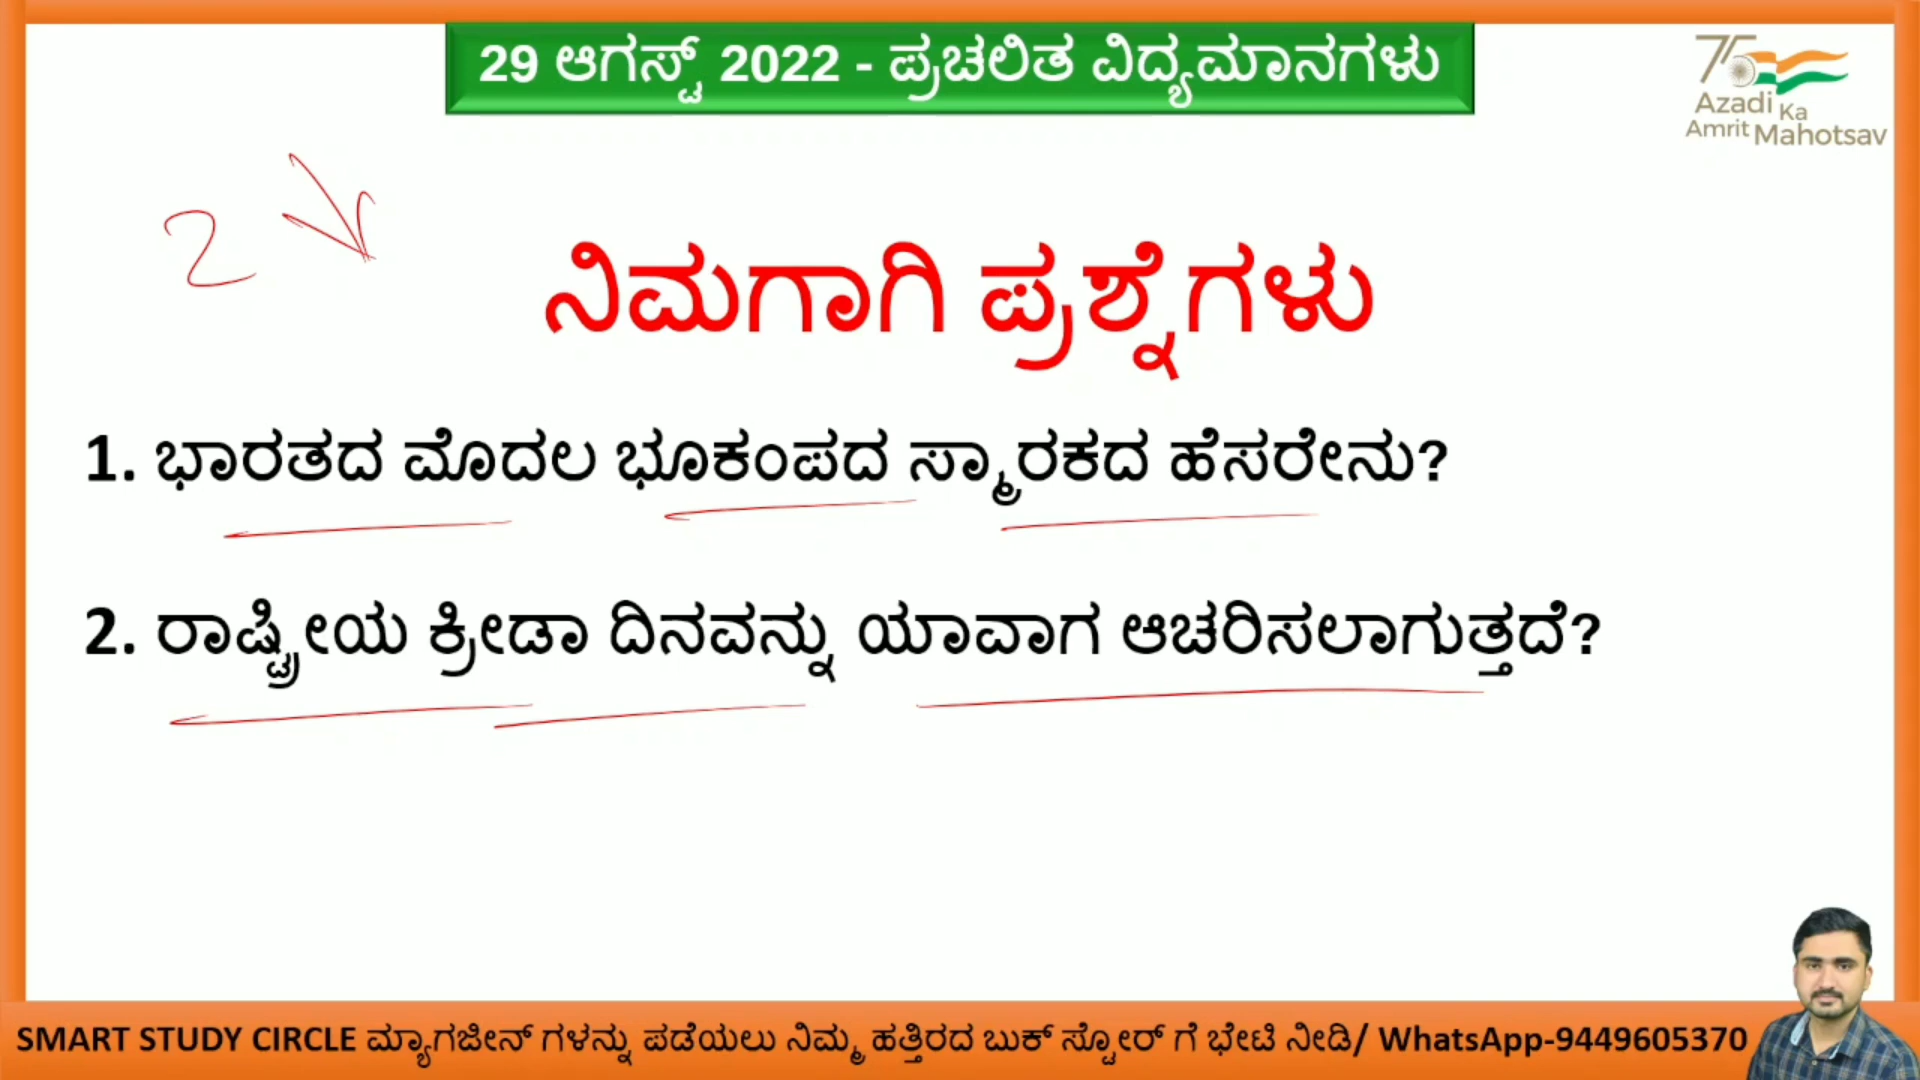 29 ಆಗಸ್ಟ್ 2022 - ಪ್ರಚಲಿತ ವಿದ್ಯಮಾನಗಳು
75
Azadi Ka
Amrit Mahotsav
2
ನಿಮಗಾಗಿ ಪ್ರಶ್ನೆಗಳು
1. ಭಾರತದ ಮೊದಲ ಭೂಕಂಪದ ಸ್ಮಾರಕದ ಹೆಸರೇನು?
2. ರಾಷ್ಟ್ರೀಯ ಕ್ರೀಡಾ ದಿನವನ್ನು ಯಾವಾಗ ಆಚರಿಸಲಾಗುತ್ತದೆ?
SMART STUDY CIRCLE ಮ್ಯಾಗಜೀನ್ ಗಳನ್ನು ಪಡೆಯಲು ನಿಮ್ಮ ಹತ್ತಿರದ ಬುಕ್ ಸ್ಟೋರ್ ಗೆ ಭೇಟಿ ನೀಡಿ/ WhatsApp-9449605370